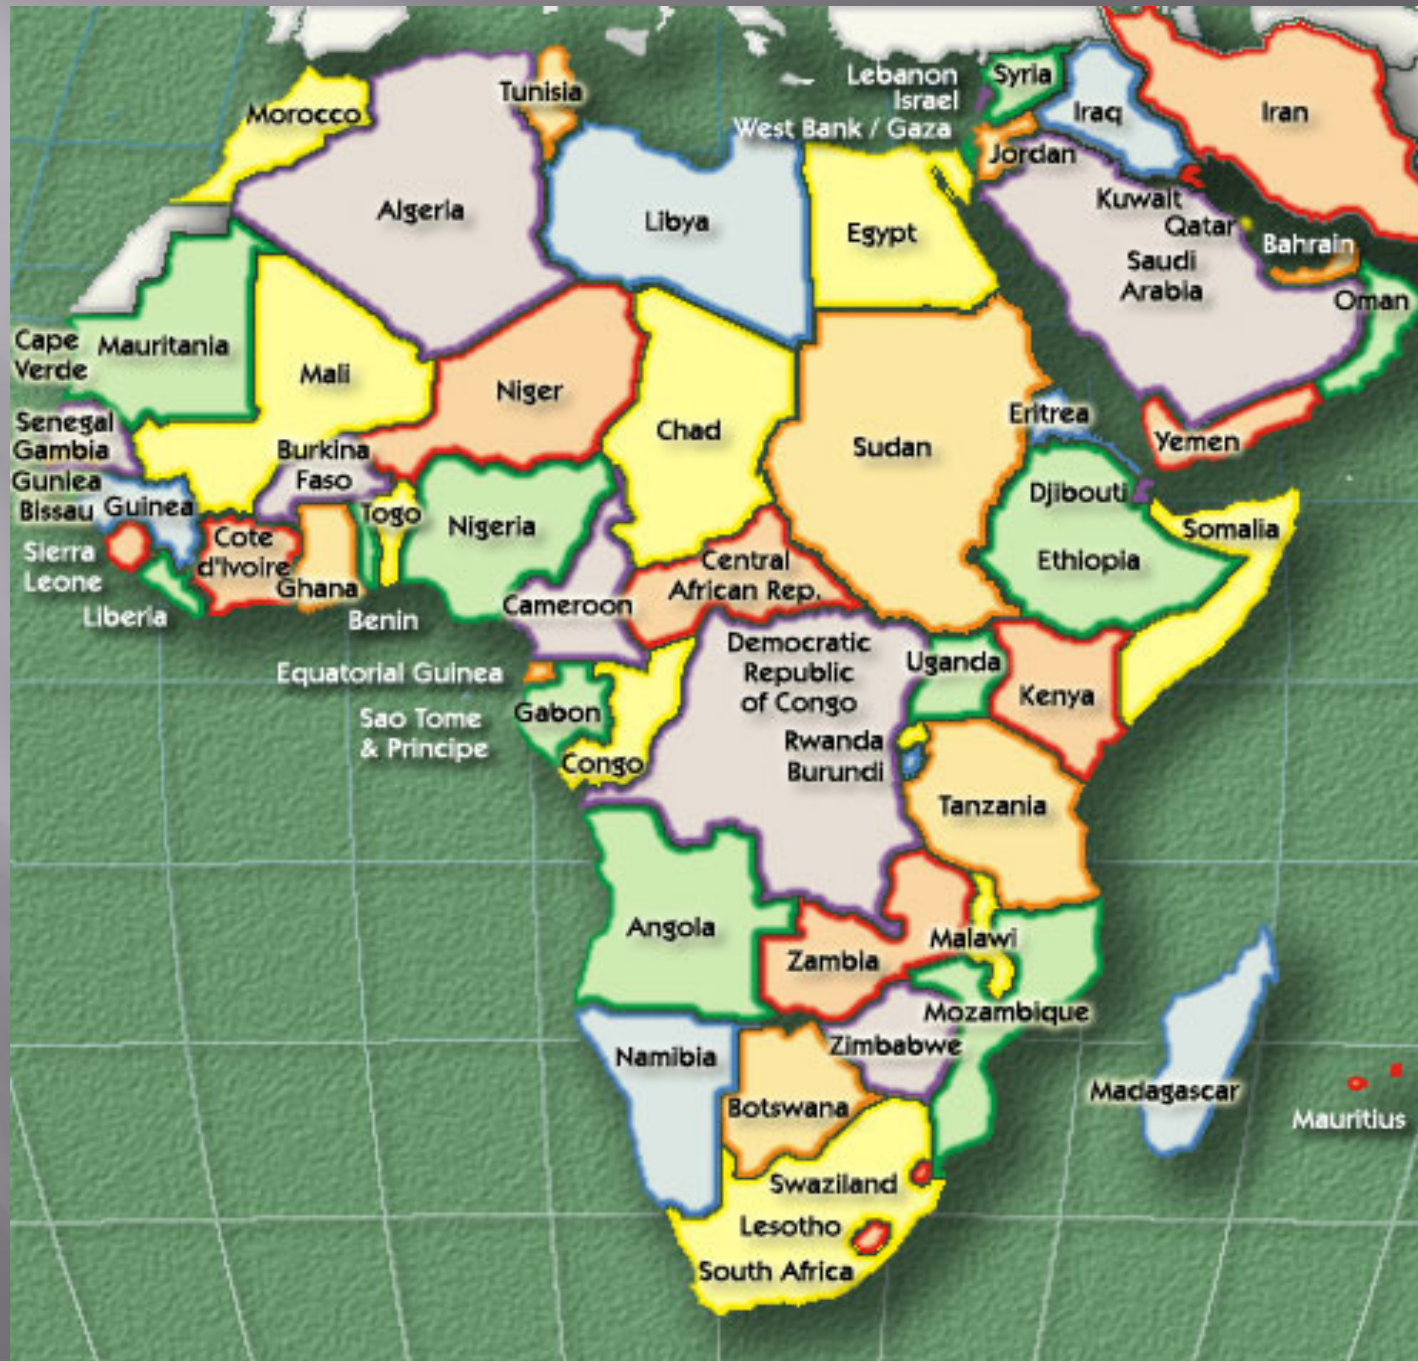 Lebanon
Israel
West Bank / Gaza
Syria
Iraq
Iran
Jordan
Kuwait
Qatar
Bahrain
Saudi
Arabia
Oman
Yemen
Morocco
Tunisia
Algeria
Libya
Egypt
Cape
Verde
Mauritania
Mali
Niger
Chad
Sudan
Eritrea
Senegal
Gambia
Guniea
Bissau
Guinea
Burkina
Faso
Sierra
Leone
Liberia
Cote
d'Ivoire
Ghana
Togo
Benin
Nigeria
Cameroon
Central
African Rep.
Djibouti
Ethiopia
Somalia
Equatorial Guinea
Sao Tome
& Principe
Gabon
Congo
Democratic
Republic
of Congo
Uganda
Kenya
Rwanda
Burundi
Tanzania
Angola
Zambia
Malawi
Mozambique
Zimbabwe
Namibia
Botswana
Madagascar
Mauritius
Swaziland
Lesotho
South Africa